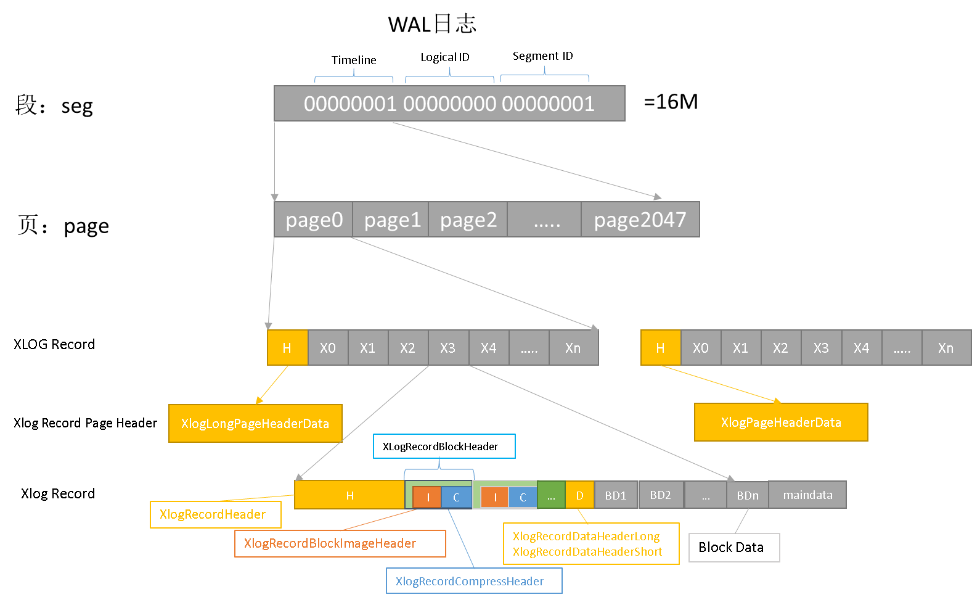 WAL日志
Timeline
Logical ID
Segment ID
段：seg
00000001 00000000 00000001
=16M
页：page
page0
page1
page2
.....
page2047
XLOG Record
H
X0
X1
X2
X3
X4
.....
Xn
H
X0
X1
X2
X3
X4
.....
Xn
Xlog Record Page Header
XlogLongPageHeaderData
XlogPageHeaderData
XLogRecordBlockHeader
Xlog Record
H
I
C
I
C
...
D
BD1
BD2
...
BDn
maindata
XlogRecordHeader
XlogRecordBlockImageHeader
XlogRecordDataHeaderLong
XlogRecordDataHeaderShort
Block Data
XlogRecordCompressHeader